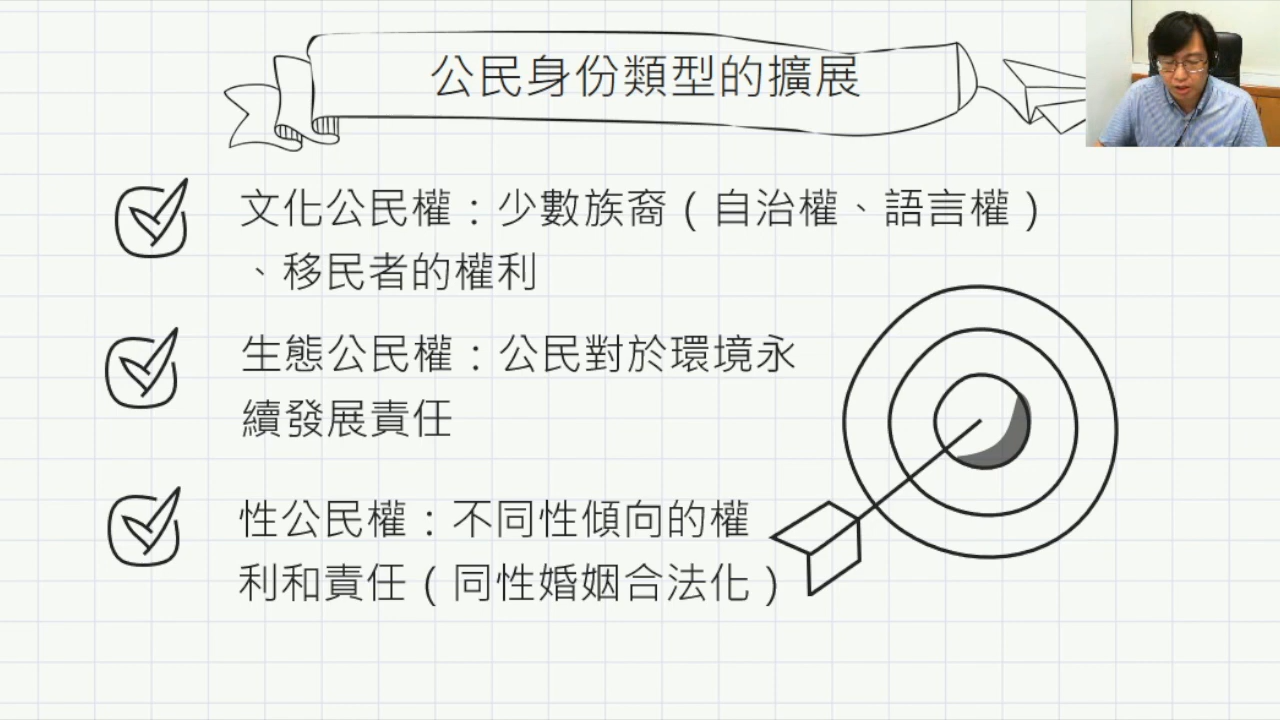 公民身份類型的擴展
文化公民權：少數族裔（自治權、語言權）
、移民者的權利
生態公民權：公民對於環境永
續發展責任
性公民權：不同性傾向的權
利和責任（同性婚姻合法化）